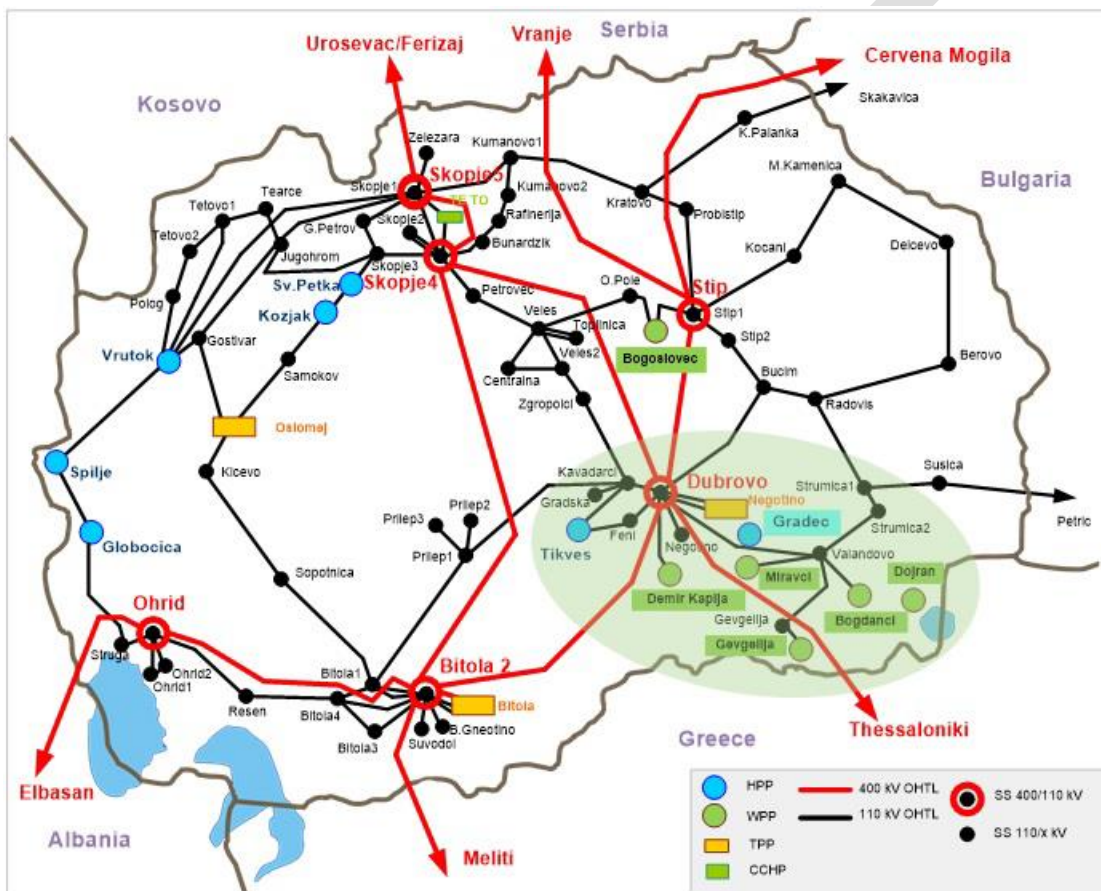 Serbia
Urosevac/Ferizaj
Vranje
Cervena Mogila
Kosovo
Skakavica
Zelezara
K.Palanka
Kumanovo1
Skopje5
M.Kamenica
Skopje1
Bulgaria
Tearce
TE TO
Kumanovo2
Kratovo
Tetovo1
G.Petrov
Skopje2
Rafinerija
Probistip
Tetovo2
Bunardzik
Kocani
Delcevo
Jugohrom
Skopje3
Skopje4
Sv.Petka
Petrovec
O.Pole
Stip
Polog
Kozjak
Veles
Stip1
Toplinica
Gostivar
Stip2
Vrutok
Bogoslovec
Veles2
Samokov
Centralna
Berovo
Bucim
Zgropolci
Radovis
Oslomej
Spilje
Kicevo
Kavadarci
Dubrovo
Susica
Strumica1
Gradska
Negotino
Prilep2
Petric
Prilep3
Gradec
Strumica2
Globocica
Tikves
Feni
Negotino
Prilep1
Valandovo
Miravci
Dojran
Sopotnica
Demir Kapija
Ohrid
Bogdanci
Gevgelija
Struga
Gevgelija
Ohrid2
Bitola 2
Ohrid1
Bitola1
Resen
Bitola4
Bitola
B.Gneotino
Suvodol
Bitola3
Thessaloniki
Greece
Elbasan
Albania
Meliti
HPP
400 kV OHTL
SS 400/110 kV
WPP
110 kV OHTL
SS 110/x kV
TPP
CCHP